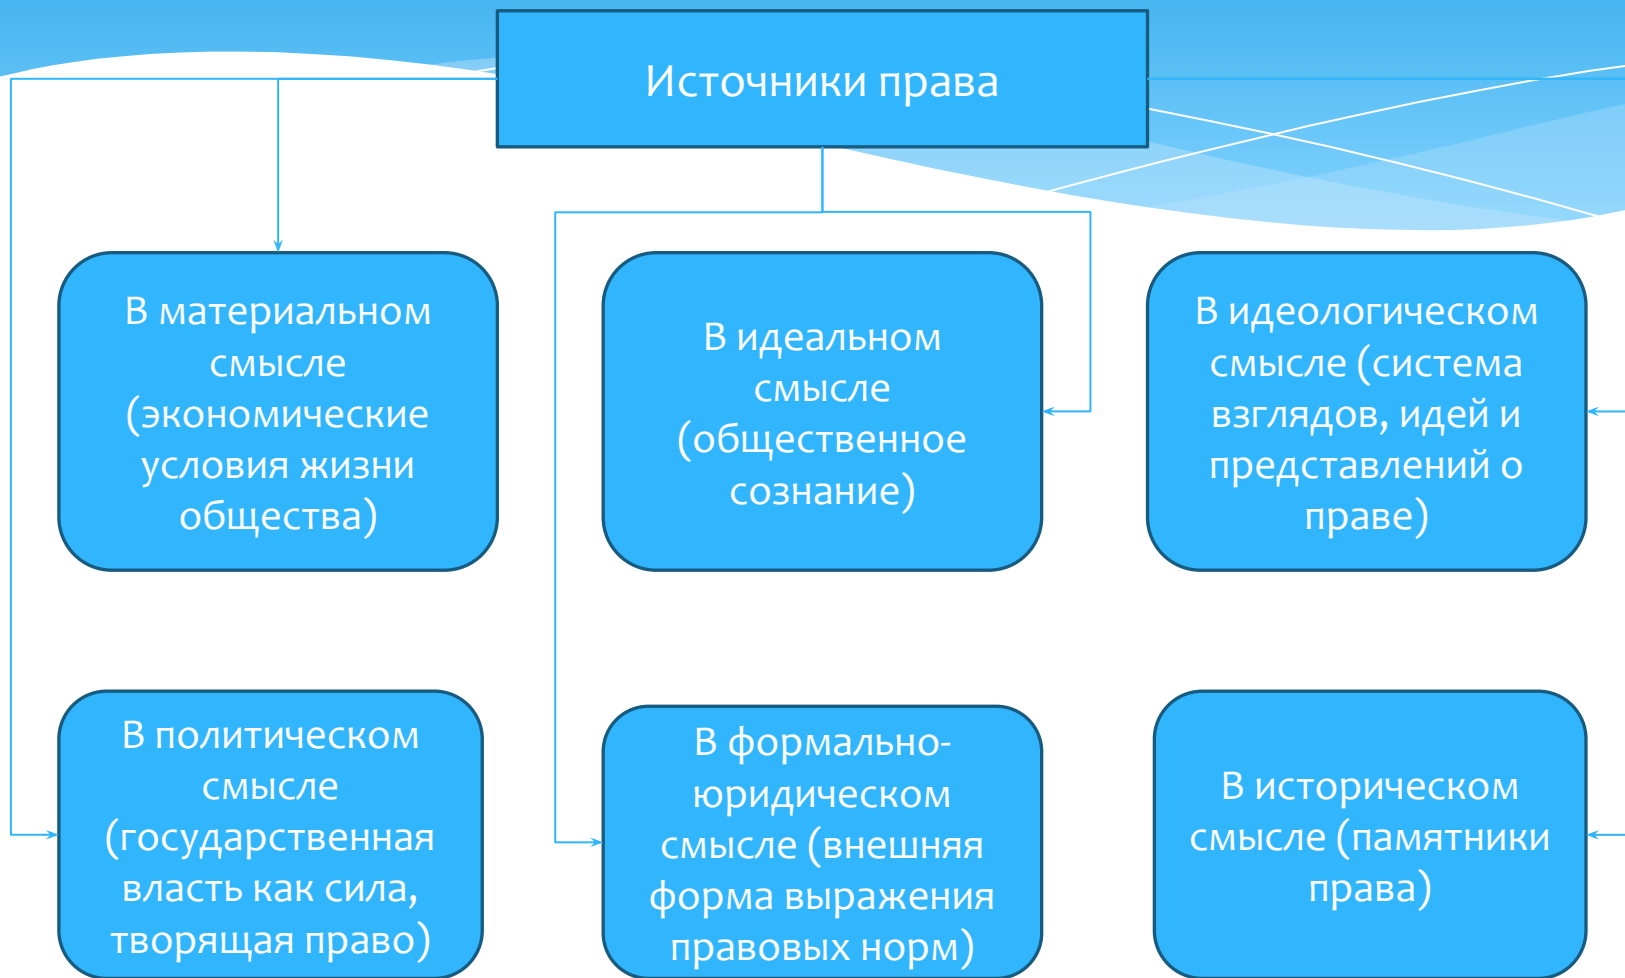 Источники права
В материальном
смысле
(экономические
условия жизни
общества)
В идеальном
смысле
(общественное
сознание)
В идеологическом
смысле (система
взглядов, идей и
представлений о
праве)
В политическом
смысле
(государственная
власть как сила,
творящая право)
В формально-
юридическом
смысле (внешняя
форма выражения
правовых норм)
В историческом
смысле (памятники
права)